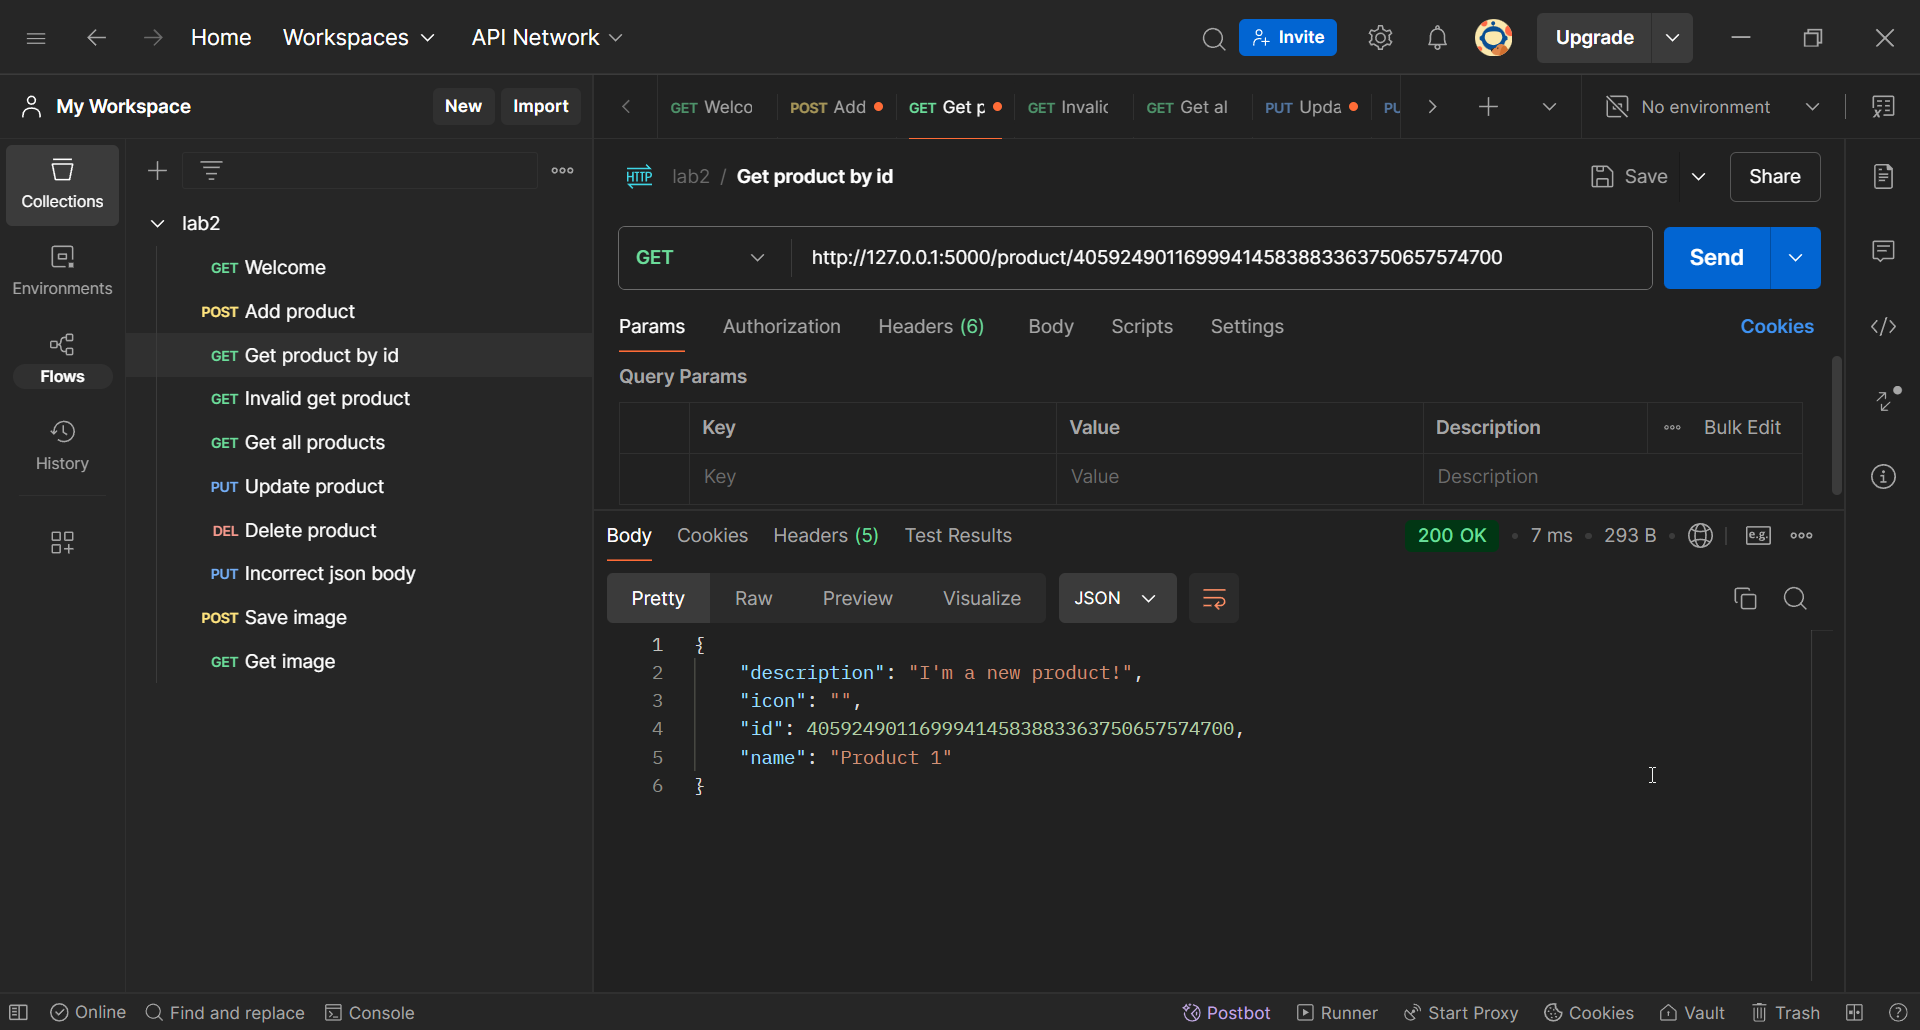 Home Workspaces API Network Invite Upgrade
My Workspace New Import
GET Welco POST Add GET Get p GET Invalic GET Get al PUT Upda PU No environment
Collections
Environments
Flows
History
lab2
GET Welcome
POST Add product
GET Get product by id
GET Invalid get product
GET Get all products
PUT Update product
DEL Delete product
PUT Incorrect json body
POST Save image
GET Get image
HTTP lab2 / Get product by id Save Share
GET http://127.0.0.1:5000/product/40592490116999414583883363750657574700 Send
Params Authorization Headers (6) Body Scripts Settings Cookies
Query Params
Key Value Description Bulk Edit
Key Value Description
Body Cookies Headers (5) Test Results 200 OK • 7 ms • 293 B • e.g.
Pretty Raw Preview Visualize JSON
1 {
2 "description": "I'm a new product!",
3 "icon": "",
4 "id": 40592490116999414583883363750657574700,
5 "name": "Product 1"
6 }
Online Find and replace Console Postbot Runner Start Proxy Cookies Vault Trash